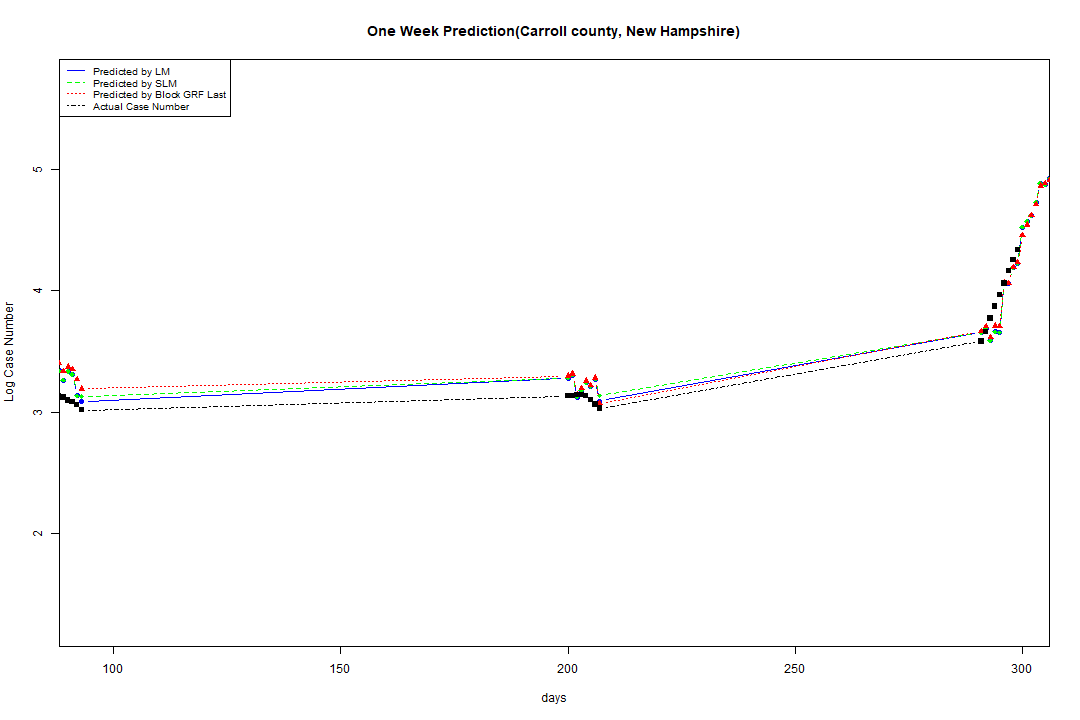 One Week Prediction(Carroll county, New Hampshire)
Predicted by LM
Predicted by SLM
Predicted by Block GRF Last
Actual Case Number
Log Case Number
5
4
3
2
100 150 200 250 300
days